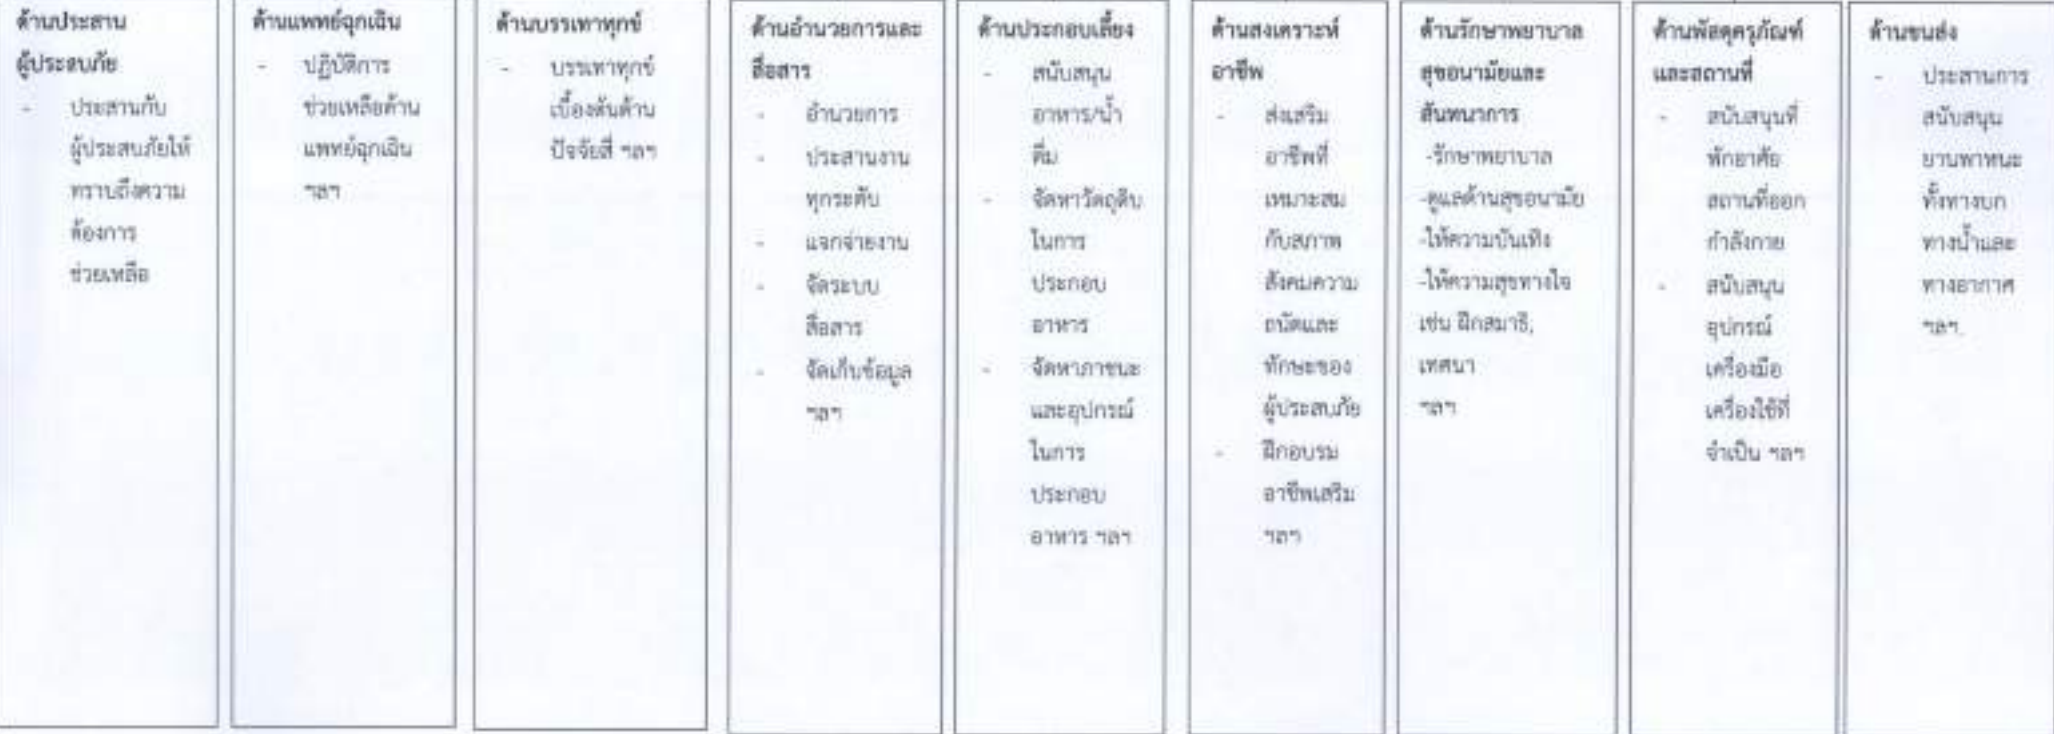 ด้านประสาน
ผู้ประสบภัย
- ประสานกับ
ผู้ประสบภัยให้
ทราบถึงความ
ต้องการ
ช่วยเหลือ
ด้านแพทย์ฉุกเฉิน
- ปฏิบัติการ
ช่วยเหลือด้าน
แพทย์ฉุกเฉิน
ฯลฯ
ด้านบรรเทาทุกข์
- บรรเทาทุกข์
เบื้องต้นด้าน
ปัจจัยสี่ ฯลฯ
ด้านอำนวยการและ
สื่อสาร
- อำนวยการ
- ประสานงาน
ทุกระดับ
- แจกจ่ายงาน
- จัดระบบ
สื่อสาร
- จัดเก็บข้อมูล
ฯลฯ
ด้านประกอบเลี้ยง
- สนับสนุน
อาหาร/น้ำ
ดื่ม
- จัดหาวัตถุดิบ
ในการ
ประกอบ
อาหาร
- จัดหาภาชนะ
และอุปกรณ์
ในการ
ประกอบ
อาหาร ฯลฯ
ด้านสงเคราะห์
อาชีพ
- ส่งเสริม
อาชีพที่
เหมาะสม
กับสภาพ
สังคมความ
ถนัดและ
ทักษะของ
ผู้ประสบภัย
- ฝึกอบรม
อาชีพเสริม
ฯลฯ
ด้านรักษาพยาบาล
สุขอนามัยและ
สันทนาการ
-รักษาพยาบาล
-ดูแลด้านสุขอนามัย
-ให้ความบันเทิง
-ให้ความสุขทางใจ
เช่น ฝึกสมาธิ,
เทศนา
ฯลฯ
ด้านพัสดุครุภัณฑ์
และสถานที่
- สนับสนุนที่
พักอาศัย
สถานที่ออก
กำลังกาย
- สนับสนุน
อุปกรณ์
เครื่องมือ
เครื่องใช้ที่
จำเป็น ฯลฯ
ด้านขนส่ง
- ประสานการ
สนับสนุน
ยานพาหนะ
ทั้งทางบก
ทางน้ำและ
ทางอากาศ
ฯลฯ